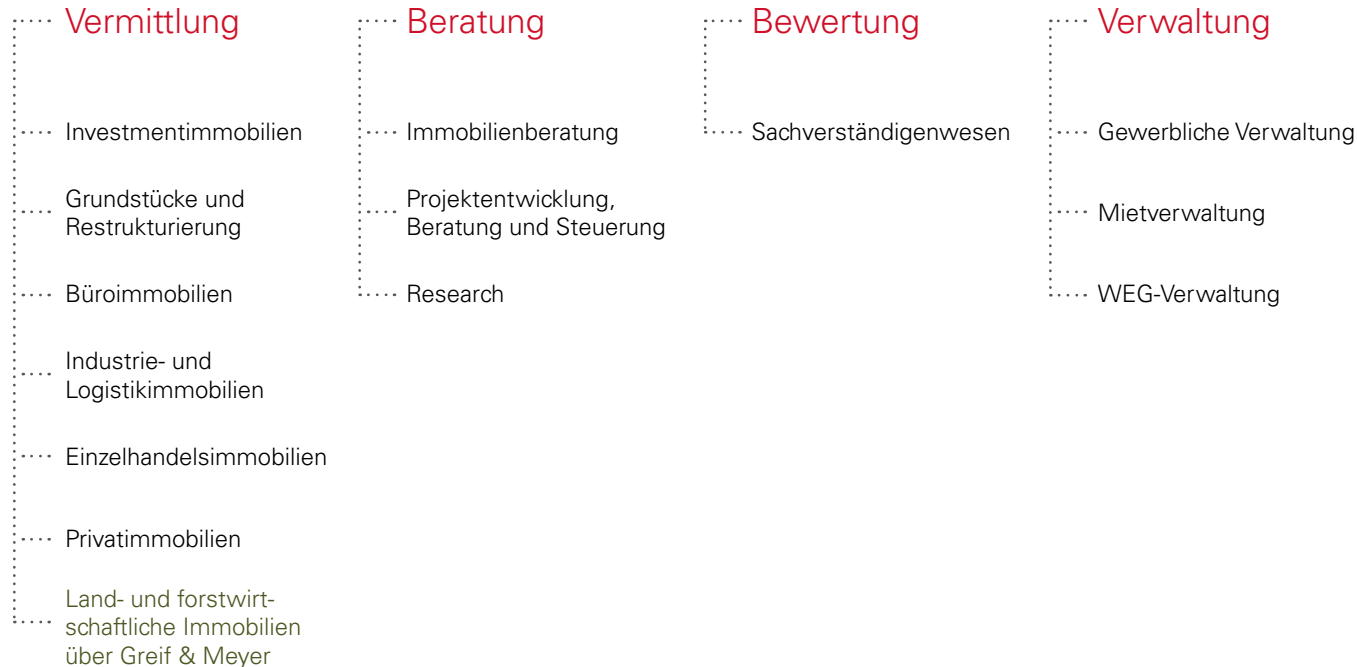 Vermittlung
Investmentimmobilien
Grundstücke und
Restrukturierung
Büroimmobilien
Industrie- und
Logistikimmobilien
Einzelhandelsimmobilien
Privatimmobilien
Land- und forstwirt-
schaftliche Immobilien
über Greif & Meyer
Beratung
Immobilienberatung
Projektentwicklung,
Beratung und Steuerung
Research
Bewertung
Sachverständigenwesen
Verwaltung
Gewerbliche Verwaltung
Mietverwaltung
WEG-Verwaltung